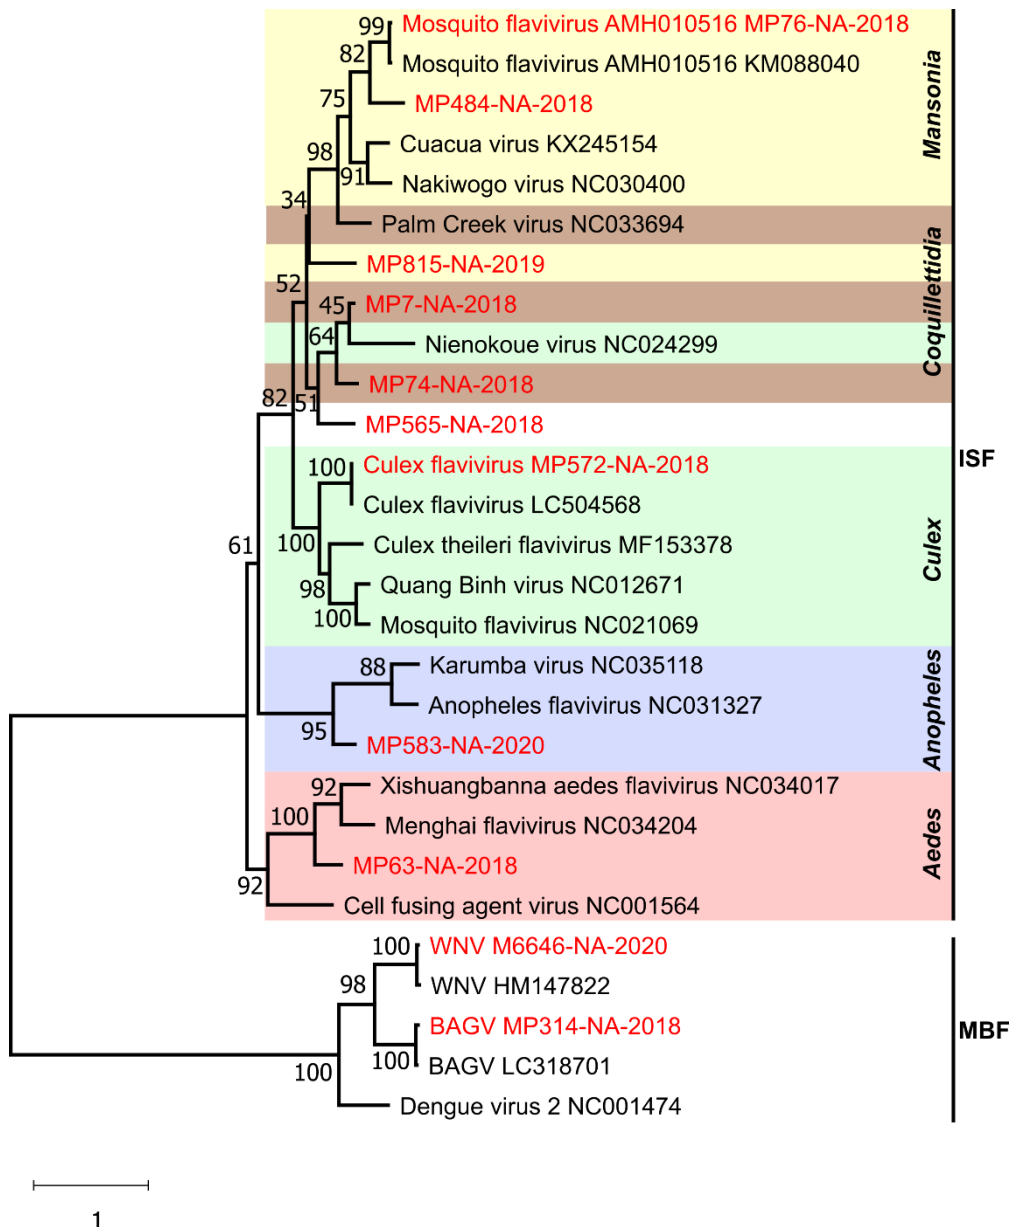 99
Mosquito flavivirus AMH010516 MP76-NA-2018
82
Mosquito flavivirus AMH010516 KM088040
75
MP484-NA-2018
Mansonia
98
Cuacua virus KX245154
91
Nakiwogo virus NC030400
34
Palm Creek virus NC033694
MP815-NA-2019
52
45
MP7-NA-2018
Coquillettidia
64
Nienokoue virus NC024299
MP74-NA-2018
82
51
MP565-NA-2018
ISF
100
Culex flavivirus MP572-NA-2018
Culex flavivirus LC504568
100
Culex theileri flavivirus MF153378
Culex
61
98
Quang Binh virus NC012671
100
Mosquito flavivirus NC021069
88
Karumba virus NC035118
Anopheles flavivirus NC031327
Anopheles
95
MP583-NA-2020
92
Xishuangbanna aedes flavivirus NC034017
100
Menghai flavivirus NC034204
Aedes
MP63-NA-2018
92
Cell fusing agent virus NC001564
100
WNV M6646-NA-2020
98
WNV HM147822
BAGV MP314-NA-2018
MBF
100
BAGV LC318701
100
Dengue virus 2 NC001474
1